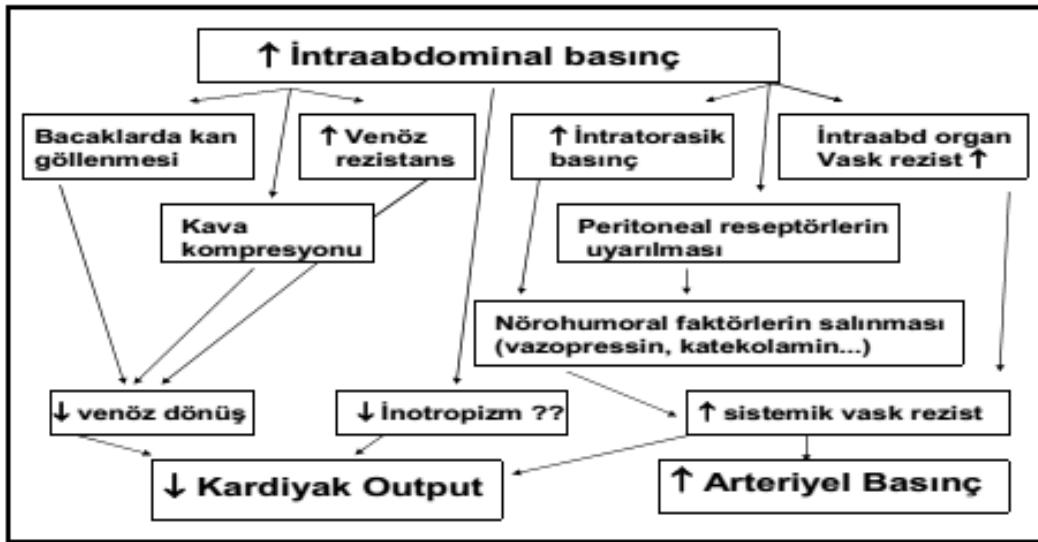 ↑ İntraabdominal basınç
Bacaklarda kan
göllenmesi
↑ Venöz
rezistans
↑ İntratorasik
basınç
İntraabd organ
Vask rezist ↑
Kava
kompresyonu
Peritoneal reseptörlerin
uyarılması
Nörohumoral faktörlerin salınması
(vazopressin, katekolamin...)
↓ venöz dönüş
↓ İnotropizm ??
↑ sistemik vask rezist
↓ Kardiyak Output
↑ Arteriyel Basınç